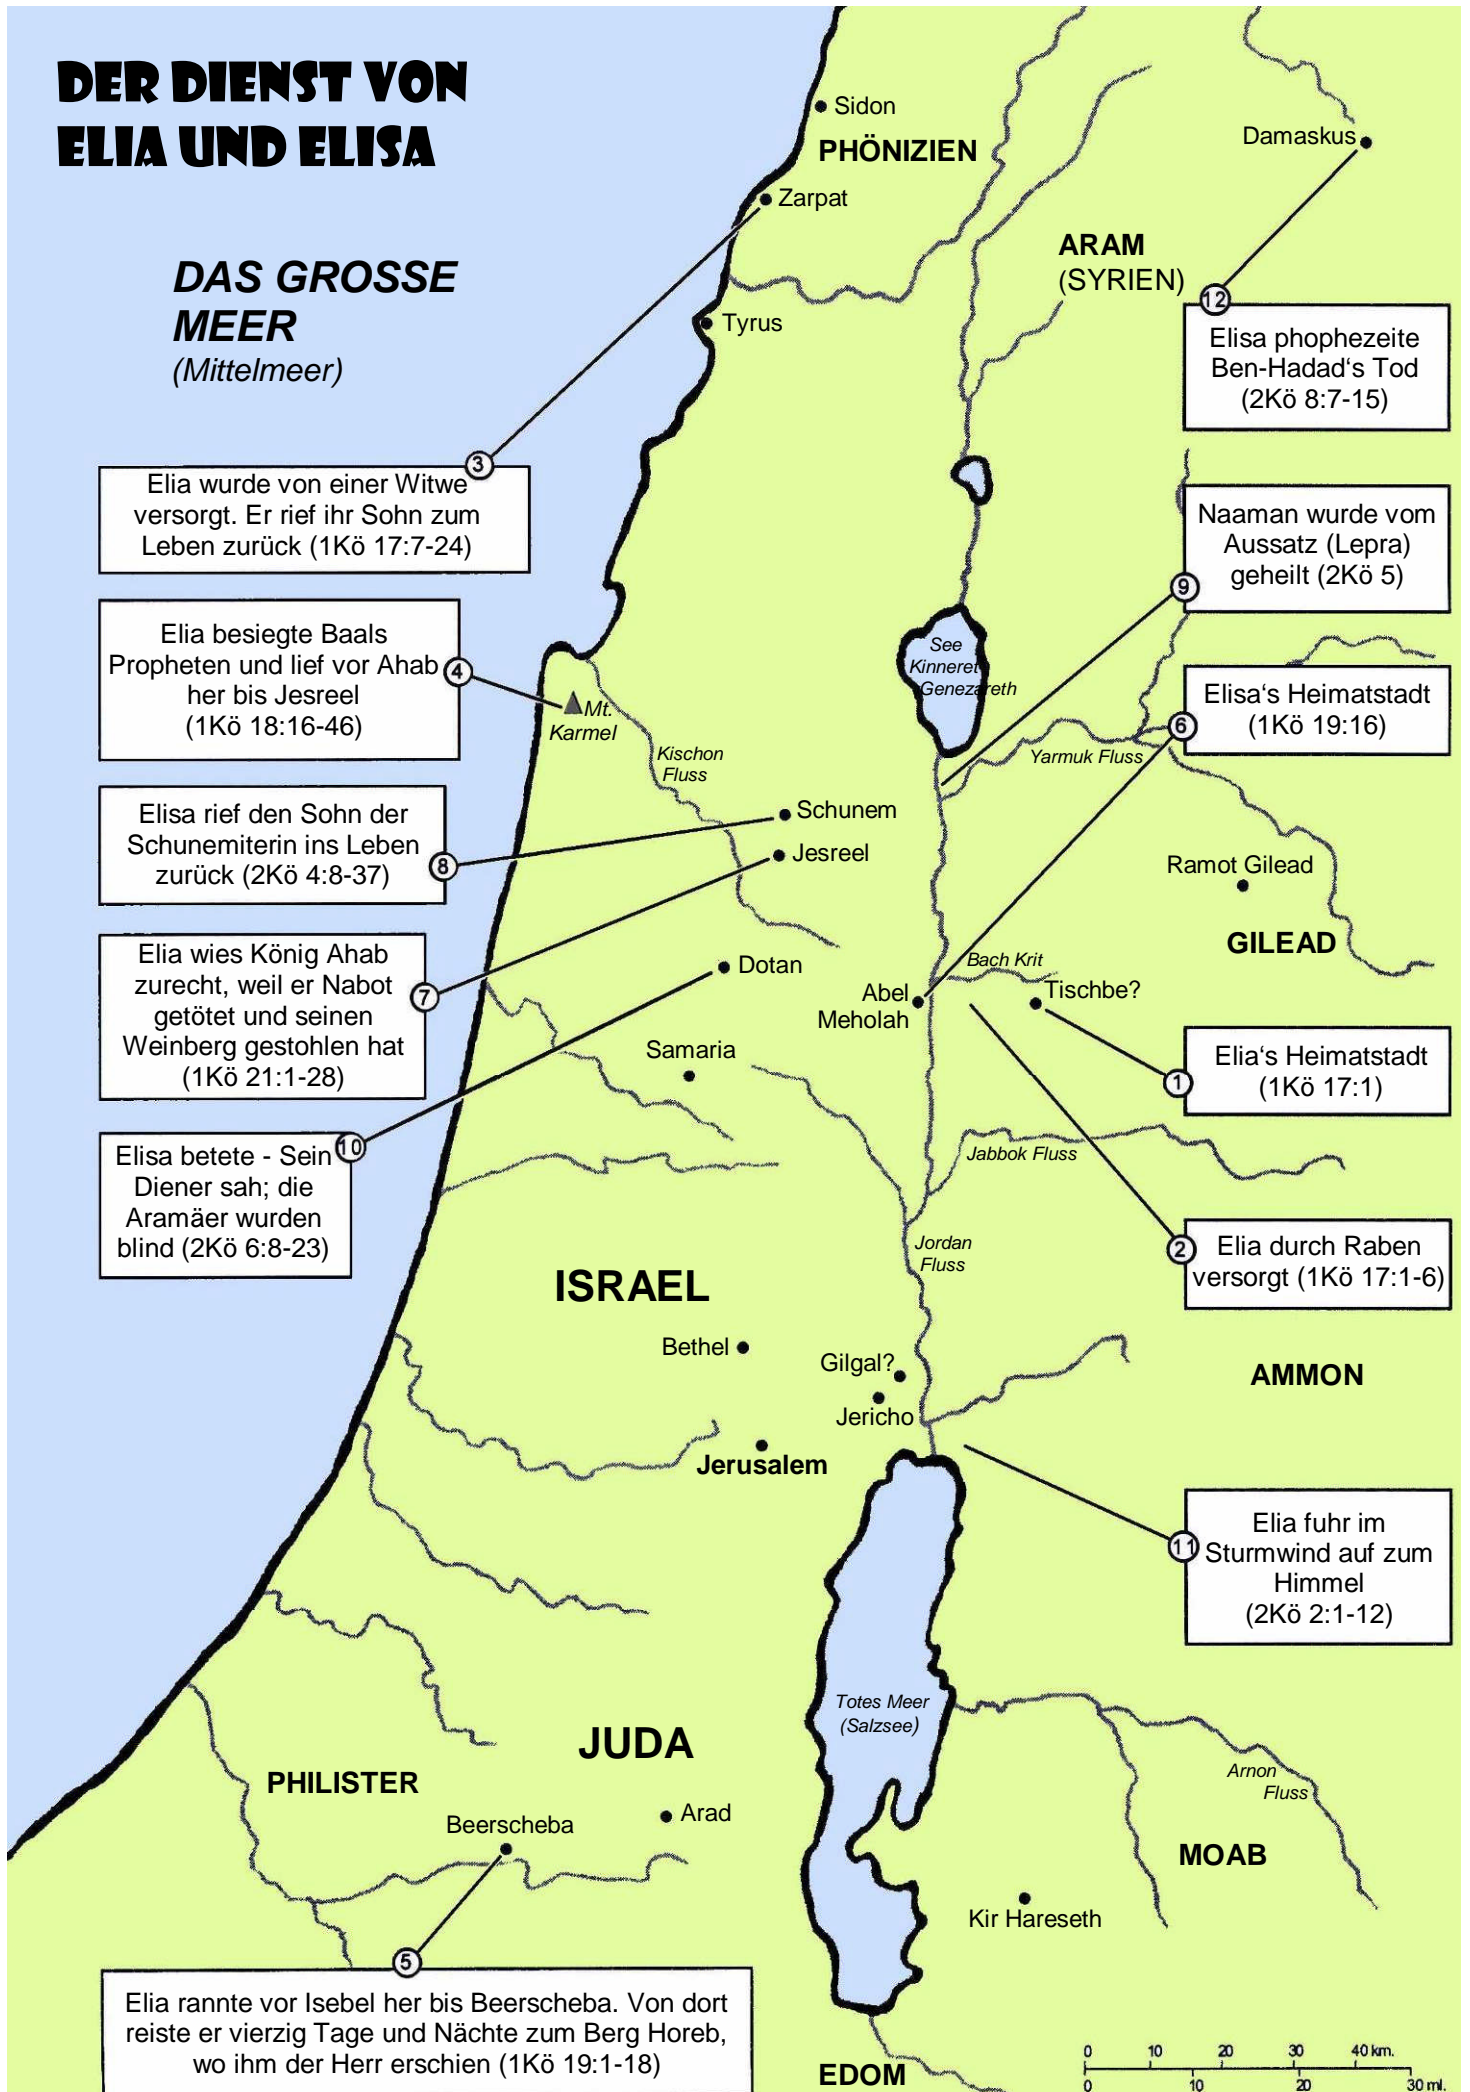 DER DIENST VON
ELIA UND ELISA
DAS GROSSE
MEER
(Mittelmeer)
Sidon
PHÖNIZIEN
Damaskus
Zarpat
ARAM
(SYRIEN)
Tyrus
12
Elisa phophezeite
Ben-Hadad‘s Tod
(2Kö 8:7-15)
3
Elia wurde von einer Witwe
versorgt. Er rief ihr Sohn zum
Leben zurück (1Kö 17:7-24)
9
Naaman wurde vom
Aussatz (Lepra)
geheilt (2Kö 5)
4
Elia besiegte Baals
Propheten und lief vor Ahab
her bis Jesreel
(1Kö 18:16-46)
See
Kinneret
Genezareth
6
Elisa‘s Heimatstadt
(1Kö 19:16)
Mt.
Karmel
Kischon
Fluss
Yarmuk Fluss
8
Elisa rief den Sohn der
Schunemiterin ins Leben
zurück (2Kö 4:8-37)
Schunem
Jesreel
Ramot Gilead
GILEAD
7
Elia wies König Ahab
zurecht, weil er Nabot
getötet und seinen
Weinberg gestohlen hat
(1Kö 21:1-28)
Dotan
Bach Krit
Abel
Meholah
Tischbe?
Samaria
1
Elia‘s Heimatstadt
(1Kö 17:1)
10
Elisa betete - Sein
Diener sah; die
Aramäer wurden
blind (2Kö 6:8-23)
Jabbok Fluss
2
Elia durch Raben
versorgt (1Kö 17:1-6)
Jordan
Fluss
ISRAEL
Bethel
Gilgal?
Jericho
AMMON
Jerusalem
11
Elia fuhr im
Sturmwind auf zum
Himmel
(2Kö 2:1-12)
Totes Meer
(Salzsee)
JUDA
PHILISTER
Arnon
Fluss
Beerscheba
Arad
MOAB
Kir Hareseth
5
Elia rannte vor Isebel her bis Beerscheba. Von dort
reiste er vierzig Tage und Nächte zum Berg Horeb,
wo ihm der Herr erschien (1Kö 19:1-18)
EDOM
0 10 20 30 40 km.
0 10 20 30 ml.